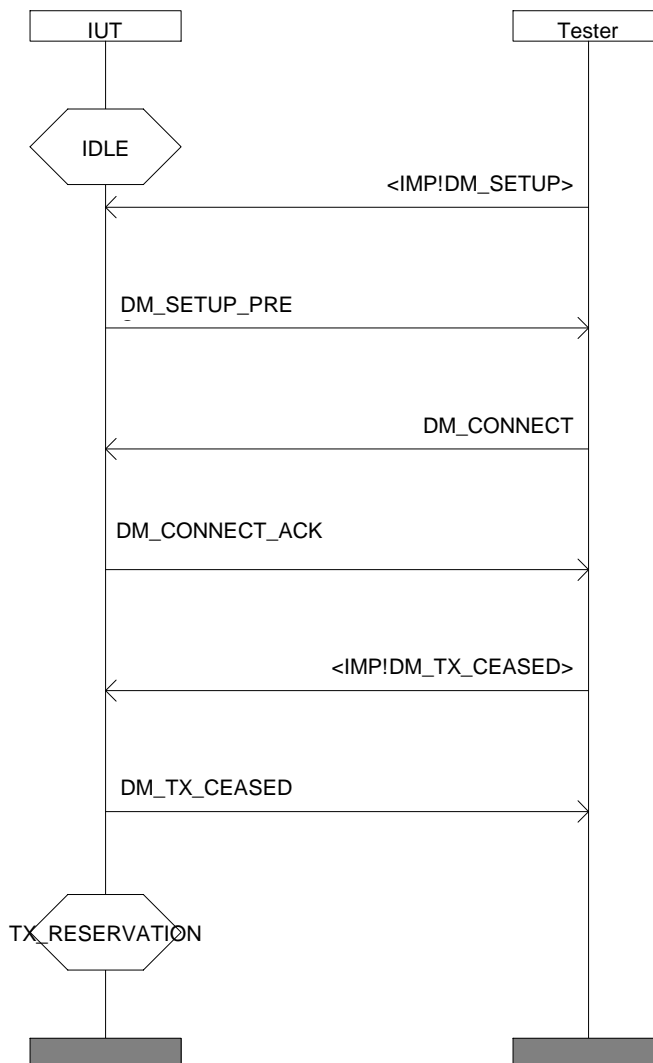 IUT
Tester
IDLE
<IMP!DM_SETUP>
DM_SETUP_PRE
DM_CONNECT
DM_CONNECT_ACK
<IMP!DM_TX_CEASED>
DM_TX_CEASED
TX_RESERVATION